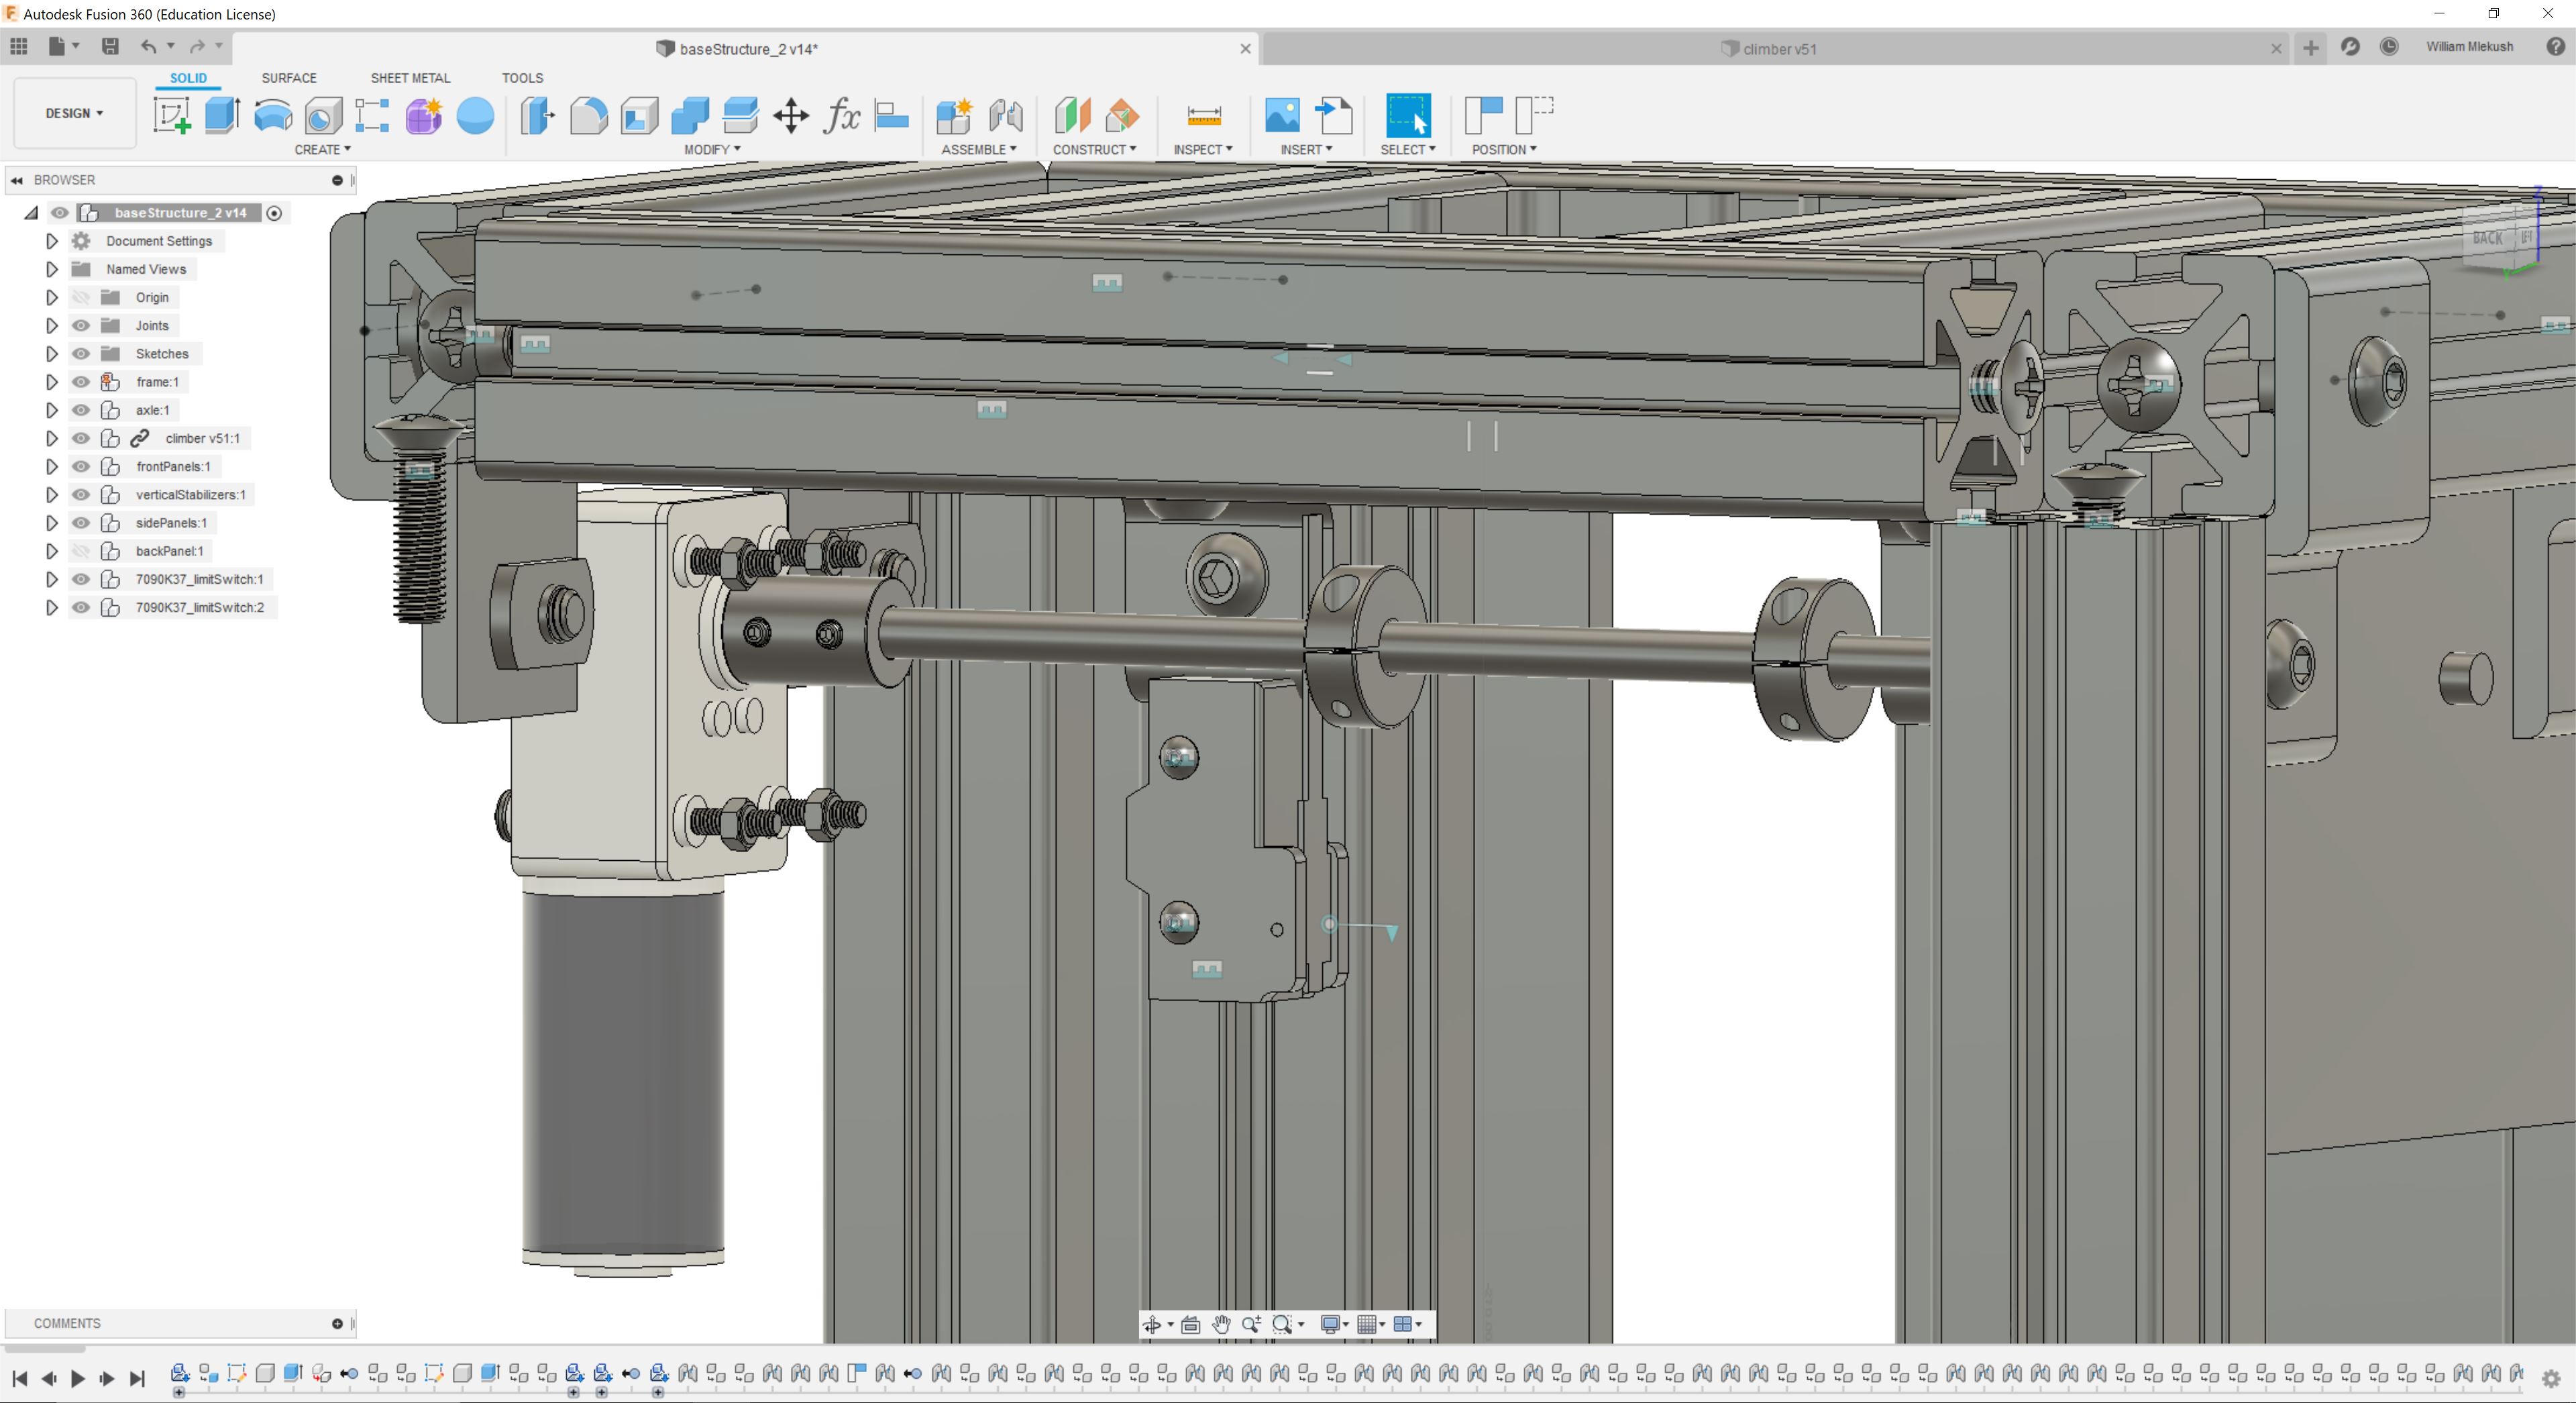 Autodesk Fusion 360 (Education License)
baseStructure_2 v14*
climber v51
William Mlekush
SOLID
SURFACE
SHEET METAL
TOOLS
DESIGN
CREATE
MODIFY
ASSEMBLE
CONSTRUCT
INSPECT
INSERT
SELECT
POSITION
BROWSER
baseStructure_2 v14
Document Settings
Named Views
Origin
Joints
Sketches
frame:1
axle:1
climber v51:1
frontPanels:1
verticalStabilizers:1
sidePanels:1
backPanel:1
7090K37_limitSwitch:1
7090K37_limitSwitch:2
Z
BACK
COMMENTS